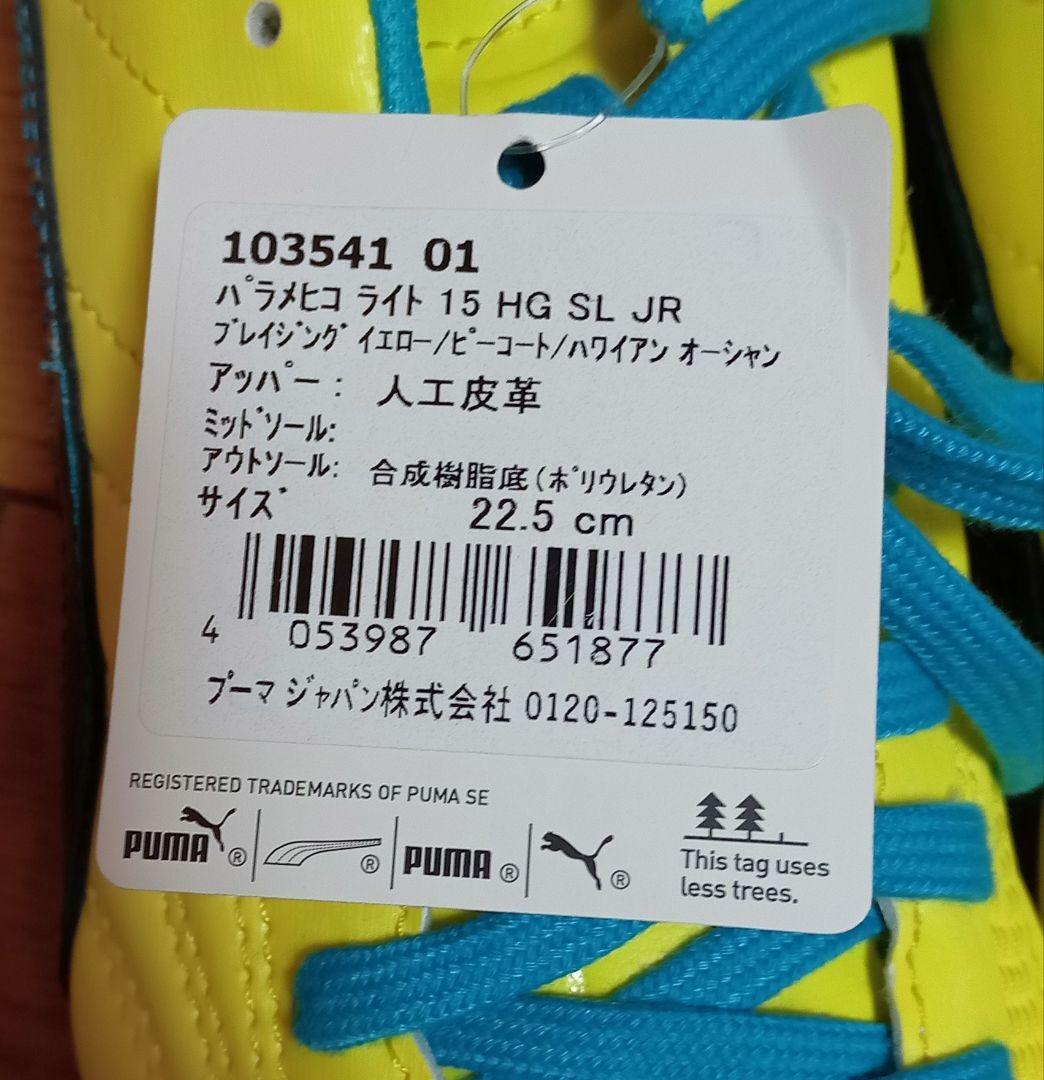 103541 01
パラメヒコ ライト 15 HG SL JR
ブレイジング イエロー/ピーコート/ハワイアン オーシャン
アッパー: 人工皮革
ミッドソール:
アウトソール: 合成樹脂底(ポリウレタン)
サイズ 22.5 cm
4 053987 651877
プーマ ジャパン株式会社 0120-125150
REGISTERED TRADEMARKS OF PUMA SE
PUMA® ® PUMA® ®
This tag uses
less trees.